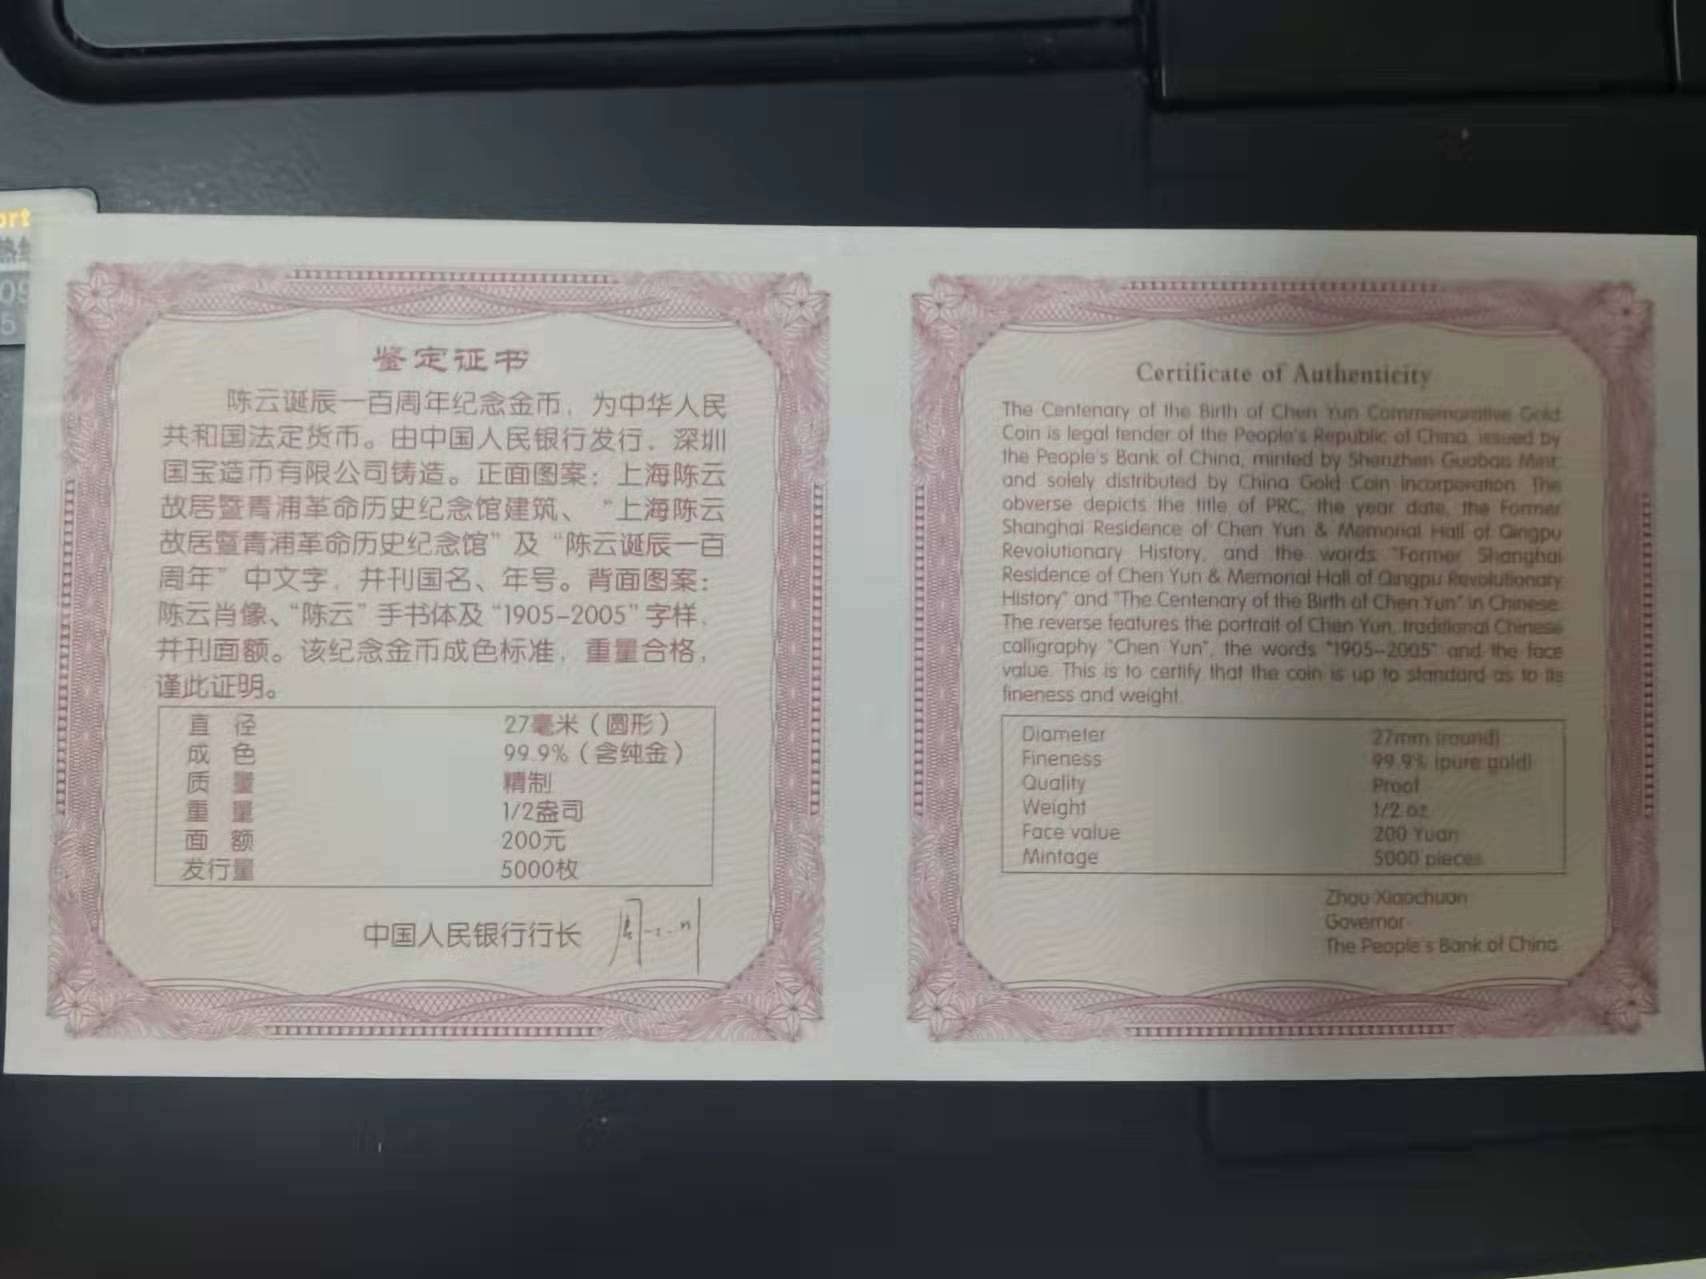 ort
热线
09
5
鉴定证书
陈云诞辰一百周年纪念金币，为中华人民
共和国法定货币。由中国人民银行发行，深圳
国宝造币有限公司铸造。正面图案：上海陈云
故居暨青浦革命历史纪念馆建筑、“上海陈云
故居暨青浦革命历史纪念馆”及“陈云诞辰一百
周年”中文字，并刊国名、年号。背面图案：
陈云肖像、“陈云”手书体及“1905-2005”字样，
并刊面额。该纪念金币成色标准，重量合格，
谨此证明。
直 径 27毫米（圆形）
成 色 99.9%（含纯金）
质 量 精制
重 量 1/2盎司
面 额 200元
发行量 5000枚
中国人民银行行长
Certificate of Authenticity
The Centenary of the Birth of Chen Yun Commemorative Gold
Coin is legal tender of the People's Republic of China, issued by
the People's Bank of China, minted by Shenzhen Guobao Mint,
and solely distributed by China Gold Coin Incorporation. The
obverse depicts the title of PRC, the year date, the Former
Shanghai Residence of Chen Yun & Memorial Hall of Qingpu
Revolutionary History, and the words "Former Shanghai
Residence of Chen Yun & Memorial Hall of Qingpu Revolutionary
History" and "The Centenary of the Birth of Chen Yun" in Chinese.
The reverse features the portrait of Chen Yun, traditional Chinese
calligraphy "Chen Yun", the words "1905-2005" and the face
value. This is to certify that the coin is up to standard as to its
fineness and weight.
Diameter 27mm (round)
Fineness 99.9% (pure gold)
Quality Proof
Weight 1/2 oz
Face value 200 Yuan
Mintage 5000 pieces
Zhou Xiaochuan
Governor
The People's Bank of China